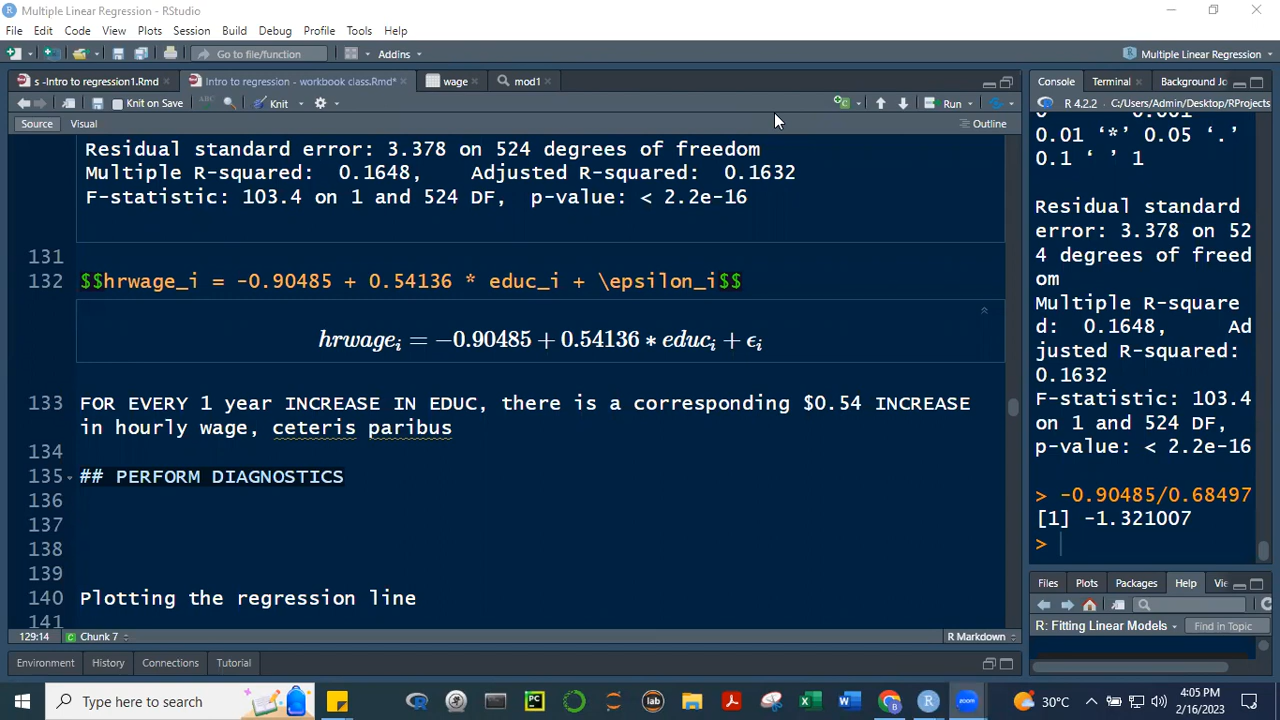 Multiple Linear Regression - RStudio
File Edit Code View Plots Session Build Debug Profile Tools Help
Go to file/function Addins Multiple Linear Regression
s -Intro to regression1.Rmd Intro to regression - workbook class.Rmd* wage mod1
Knit on Save Knit Run
Source Visual Outline
Residual standard error: 3.378 on 524 degrees of freedom
Multiple R-squared: 0.1648, Adjusted R-squared: 0.1632
F-statistic: 103.4 on 1 and 524 DF, p-value: < 2.2e-16
131
132 $$hrwage_i = -0.90485 + 0.54136 * educ_i + \epsilon_i$$
hrwageᵢ = −0.90485 + 0.54136 ∗ educᵢ + ϵᵢ
133 FOR EVERY 1 year INCREASE IN EDUC, there is a corresponding $0.54 INCREASE
in hourly wage, ceteris paribus
134
135 ## PERFORM DIAGNOSTICS
136
137
138
139
140 Plotting the regression line
141
129:14 Chunk 7 R Markdown
Environment History Connections Tutorial
Console Terminal Background Jo
R 4.2.2 . C:/Users/Admin/Desktop/RProjects
0.01 ‘*’ 0.05 ‘.’
0.1 ‘ ’ 1
Residual standard
error: 3.378 on 52
4 degrees of freed
om
Multiple R-square
d: 0.1648, Ad
justed R-squared:
0.1632
F-statistic: 103.4
on 1 and 524 DF,
p-value: < 2.2e-16
> -0.90485/0.68497
[1] -1.321007
>
Files Plots Packages Help Vie
R: Fitting Linear Models Find in Topic
Type here to search
PC
lab
zoom
30°C
4:05 PM
2/16/2023